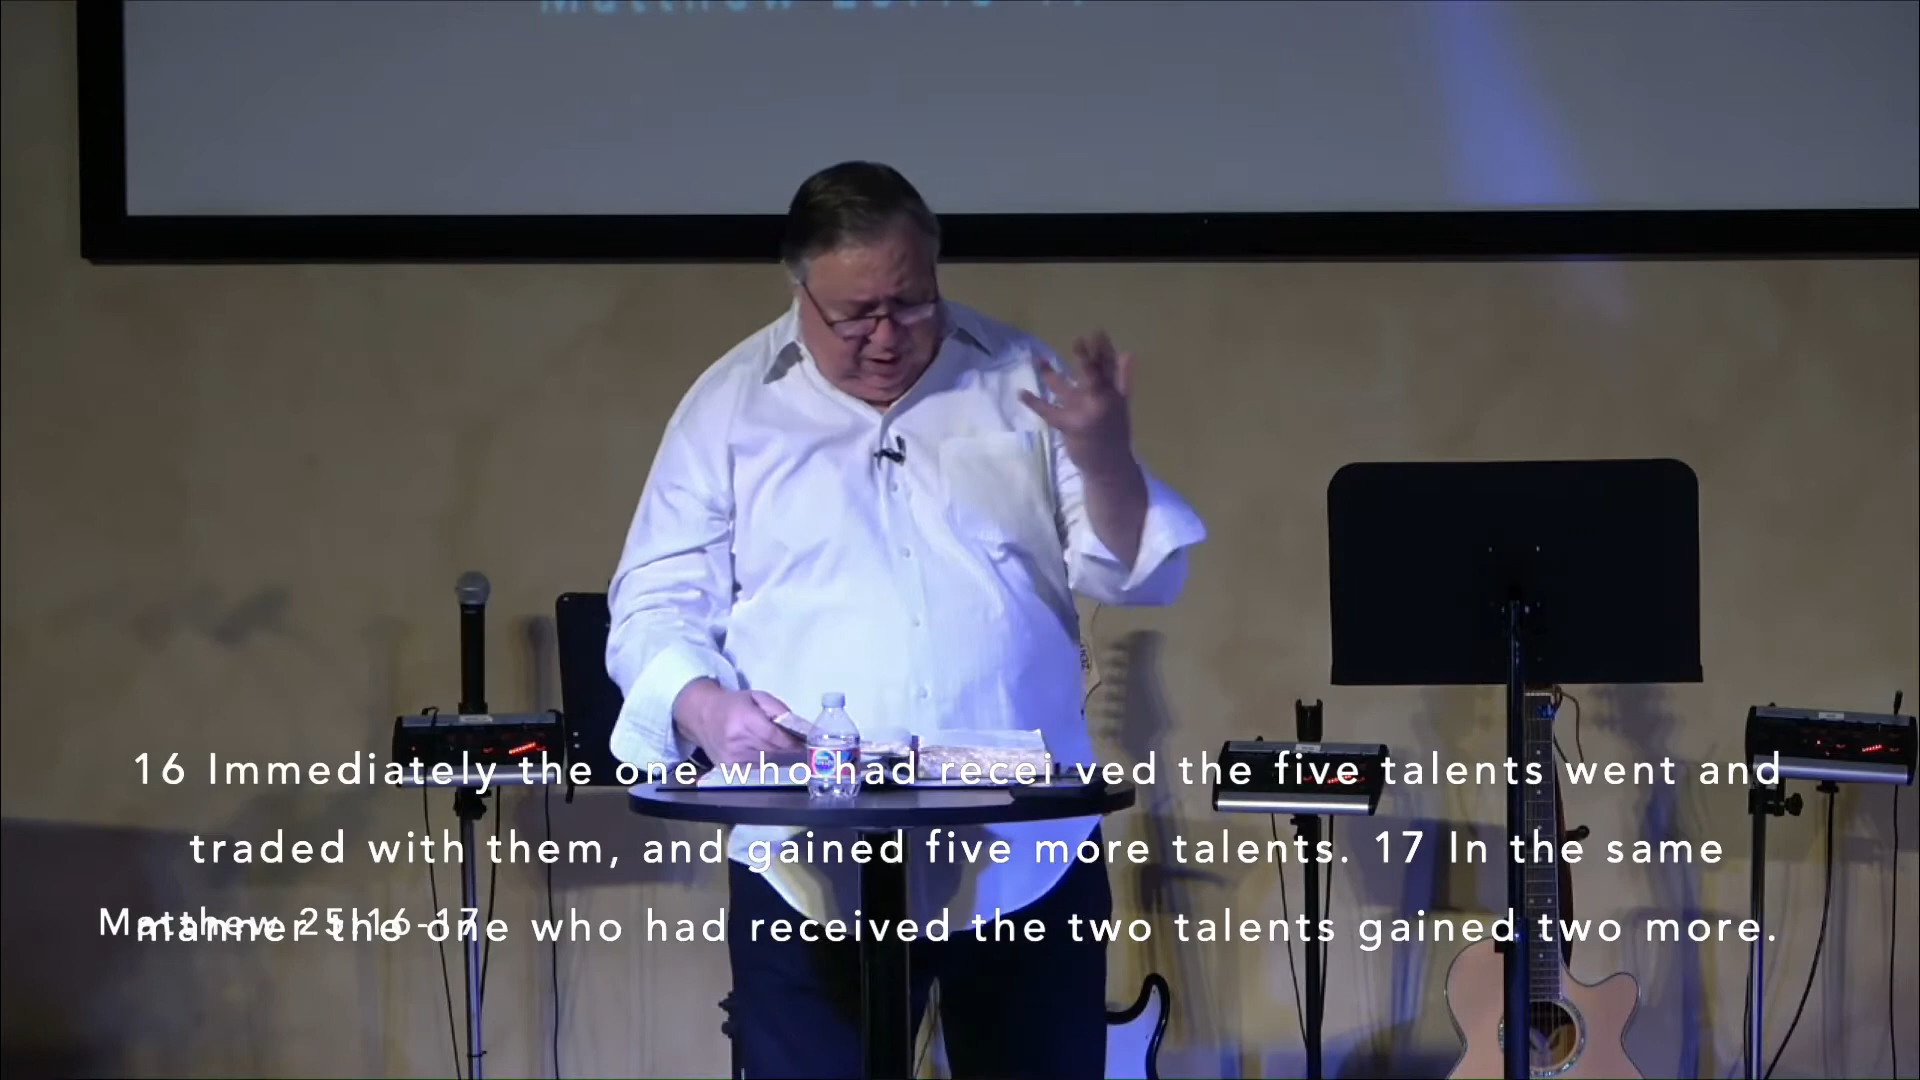 16 Immediately the one who had recei ved the five talents went and
traded with them, and gained five more talents. 17 In the same
manner the one who had received the two talents gained two more.
Matthew 25:16-17